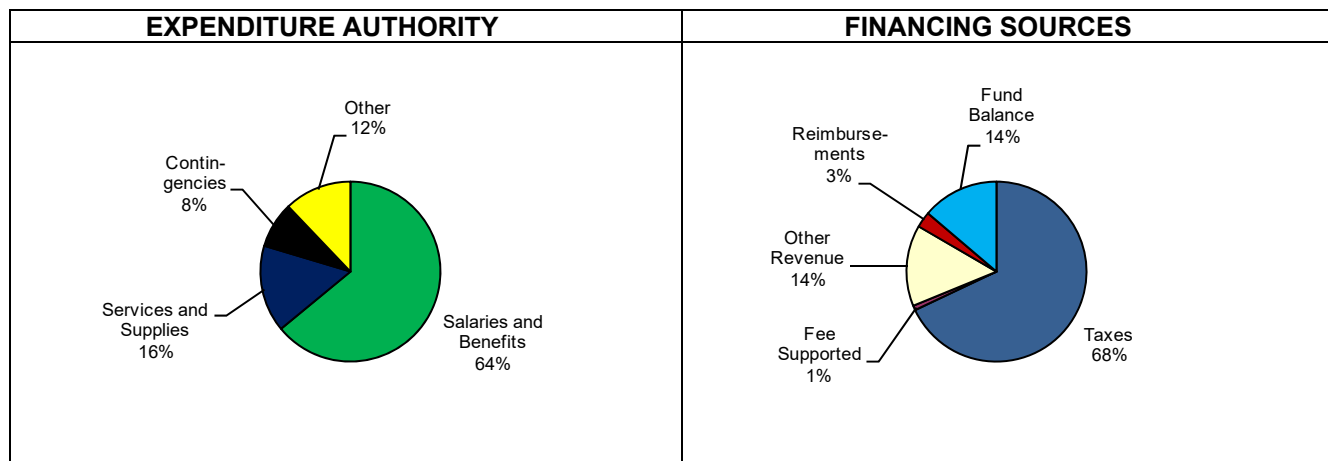 EXPENDITURE AUTHORITY
Other
12%
Contin-
gencies
8%
Services and
Supplies
16%
Salaries and
Benefits
64%
FINANCING SOURCES
Fund
Balance
14%
Reimburse-
ments
3%
Other
Revenue
14%
Fee
Supported
1%
Taxes
68%